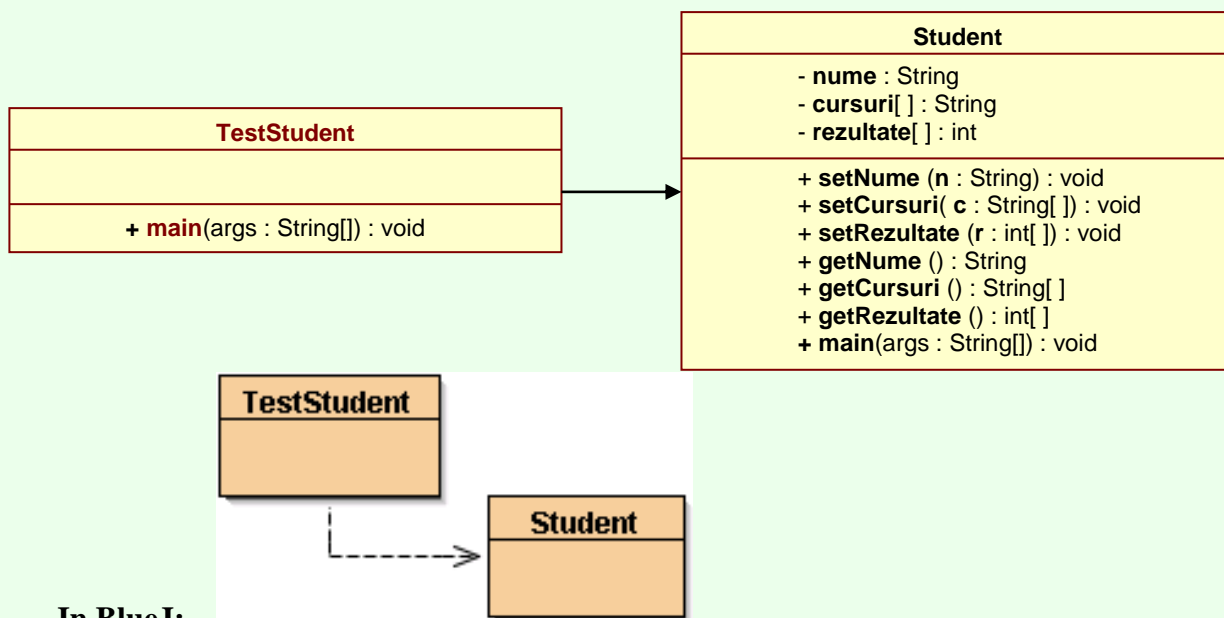 TestStudent
+ main(args : String[]) : void
Student
- nume : String
- cursuri[ ] : String
- rezultate[ ] : int
+ setNume (n : String) : void
+ setCursuri( c : String[ ]) : void
+ setRezultate (r : int[ ]) : void
+ getNume () : String
+ getCursuri () : String[ ]
+ getRezultate () : int[ ]
+ main(args : String[]) : void
TestStudent
Student
In BlueJ: